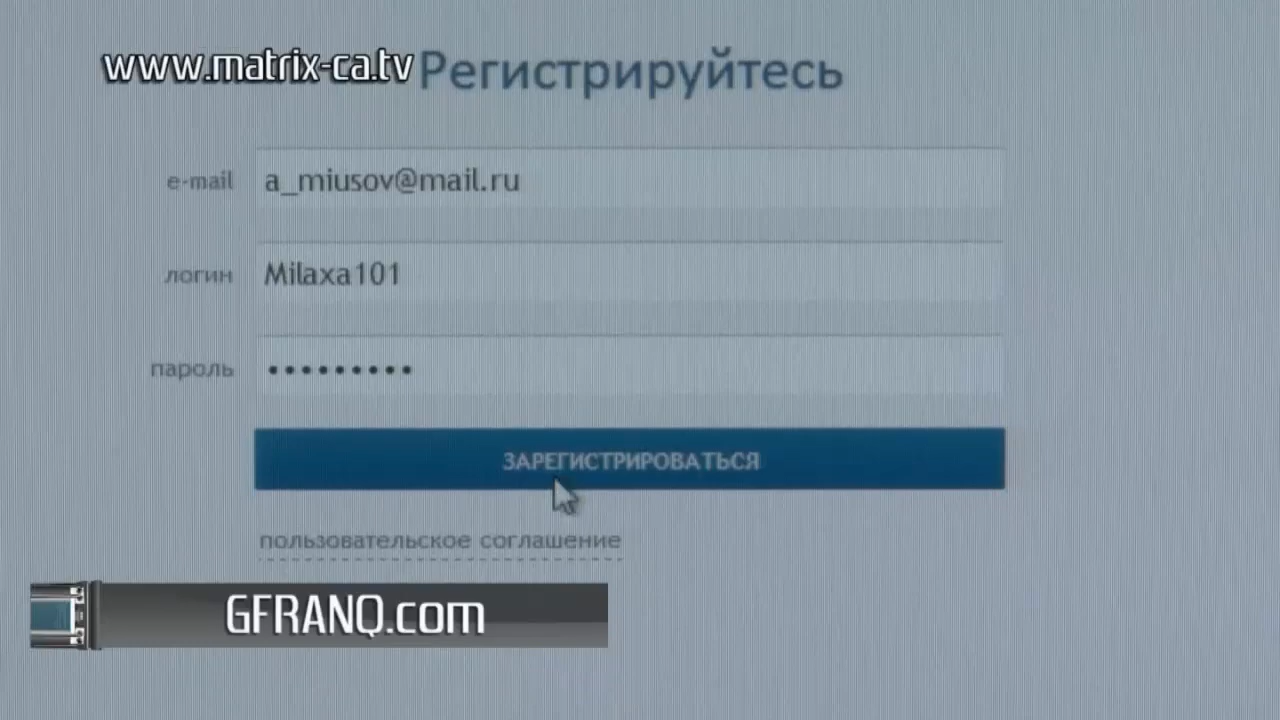 www.matrix-ca.tv
Регистрируйтесь
e-mail a_miusov@mail.ru
логин Milaxa101
пароль •••••••••
ЗАРЕГИСТРИРОВАТЬСЯ
пользовательское соглашение
GFRANQ.com